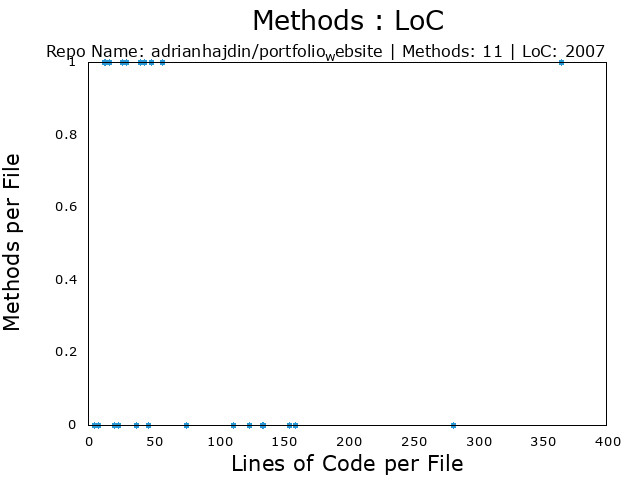 Methods : LoC
Repo Name: adrianhajdin/portfolio_website | Methods: 11 | LoC: 2007
1
0.8
0.6
0.4
0.2
0
Methods per File
0 50 100 150 200 250 300 350 400
Lines of Code per File